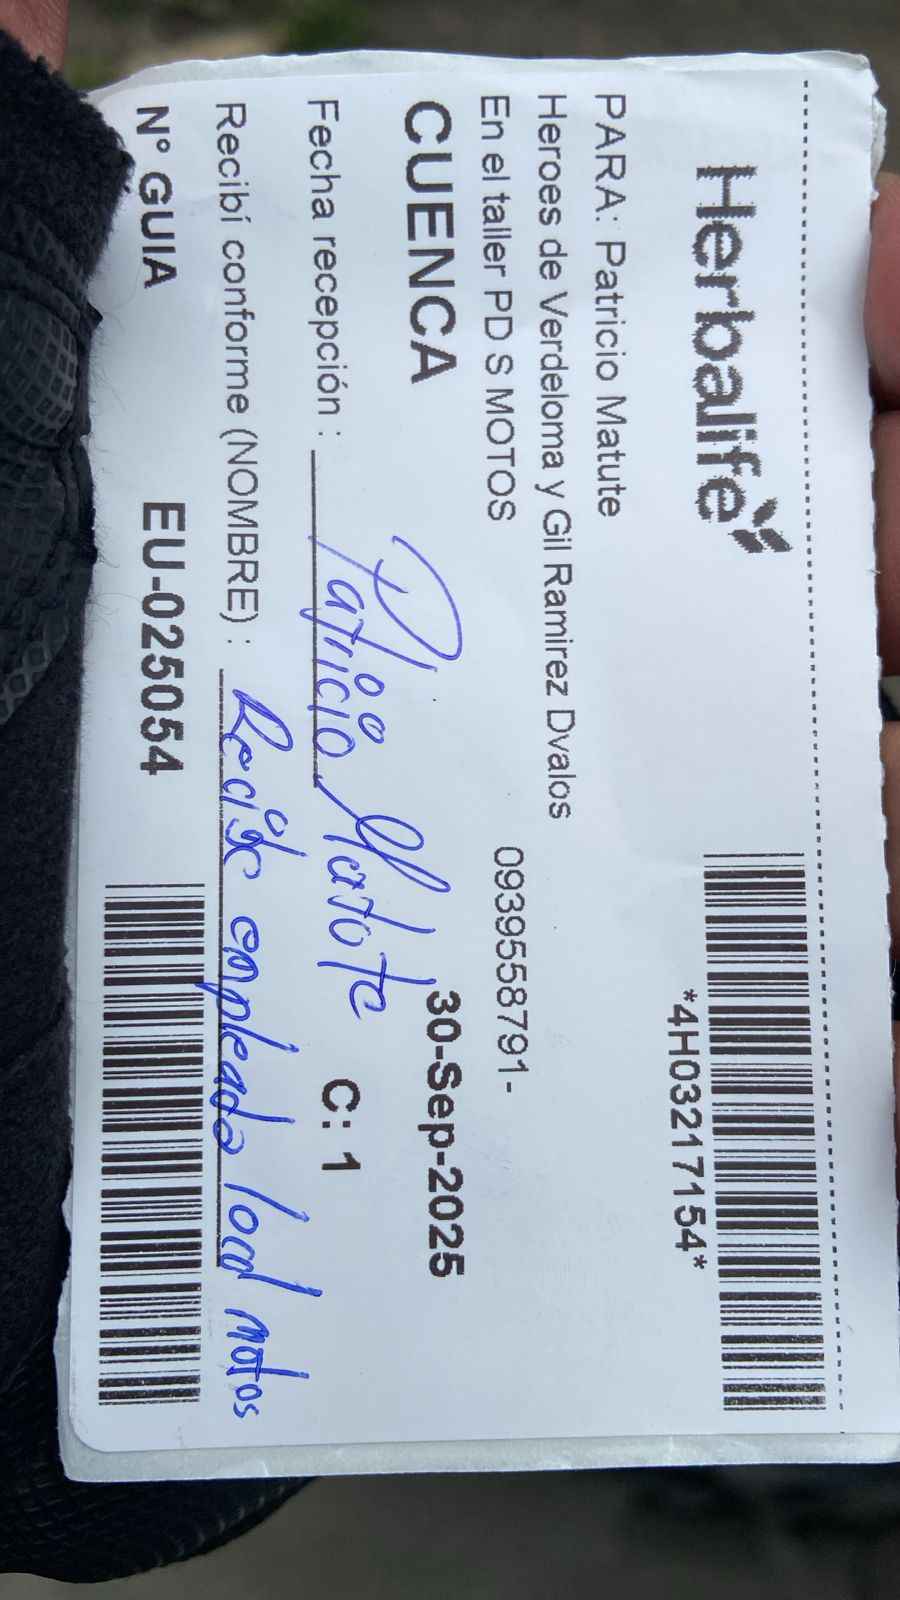 Herbalife
*4H03217154*
PARA: Patricio Matute
Heroes de Verdeloma y Gil Ramirez Dvalos
En el taller PD S MOTOS
0939558791-
CUENCA
30-Sep-2025
Fecha recepción :
Patricio Matute
C: 1
Recibí conforme (NOMBRE) :
Recibe empleado local motos
N° GUIA
EU-025054